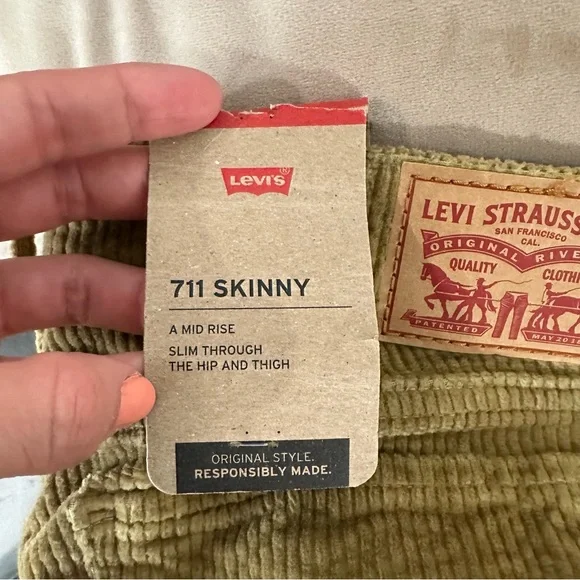 LEVI'S®
711 SKINNY
A MID RISE
SLIM THROUGH
THE HIP AND THIGH
ORIGINAL STYLE.
RESPONSIBLY MADE.
LEVI STRAUSS
SAN FRANCISCO
CAL.
ORIGINAL
QUALITY
PATENTED